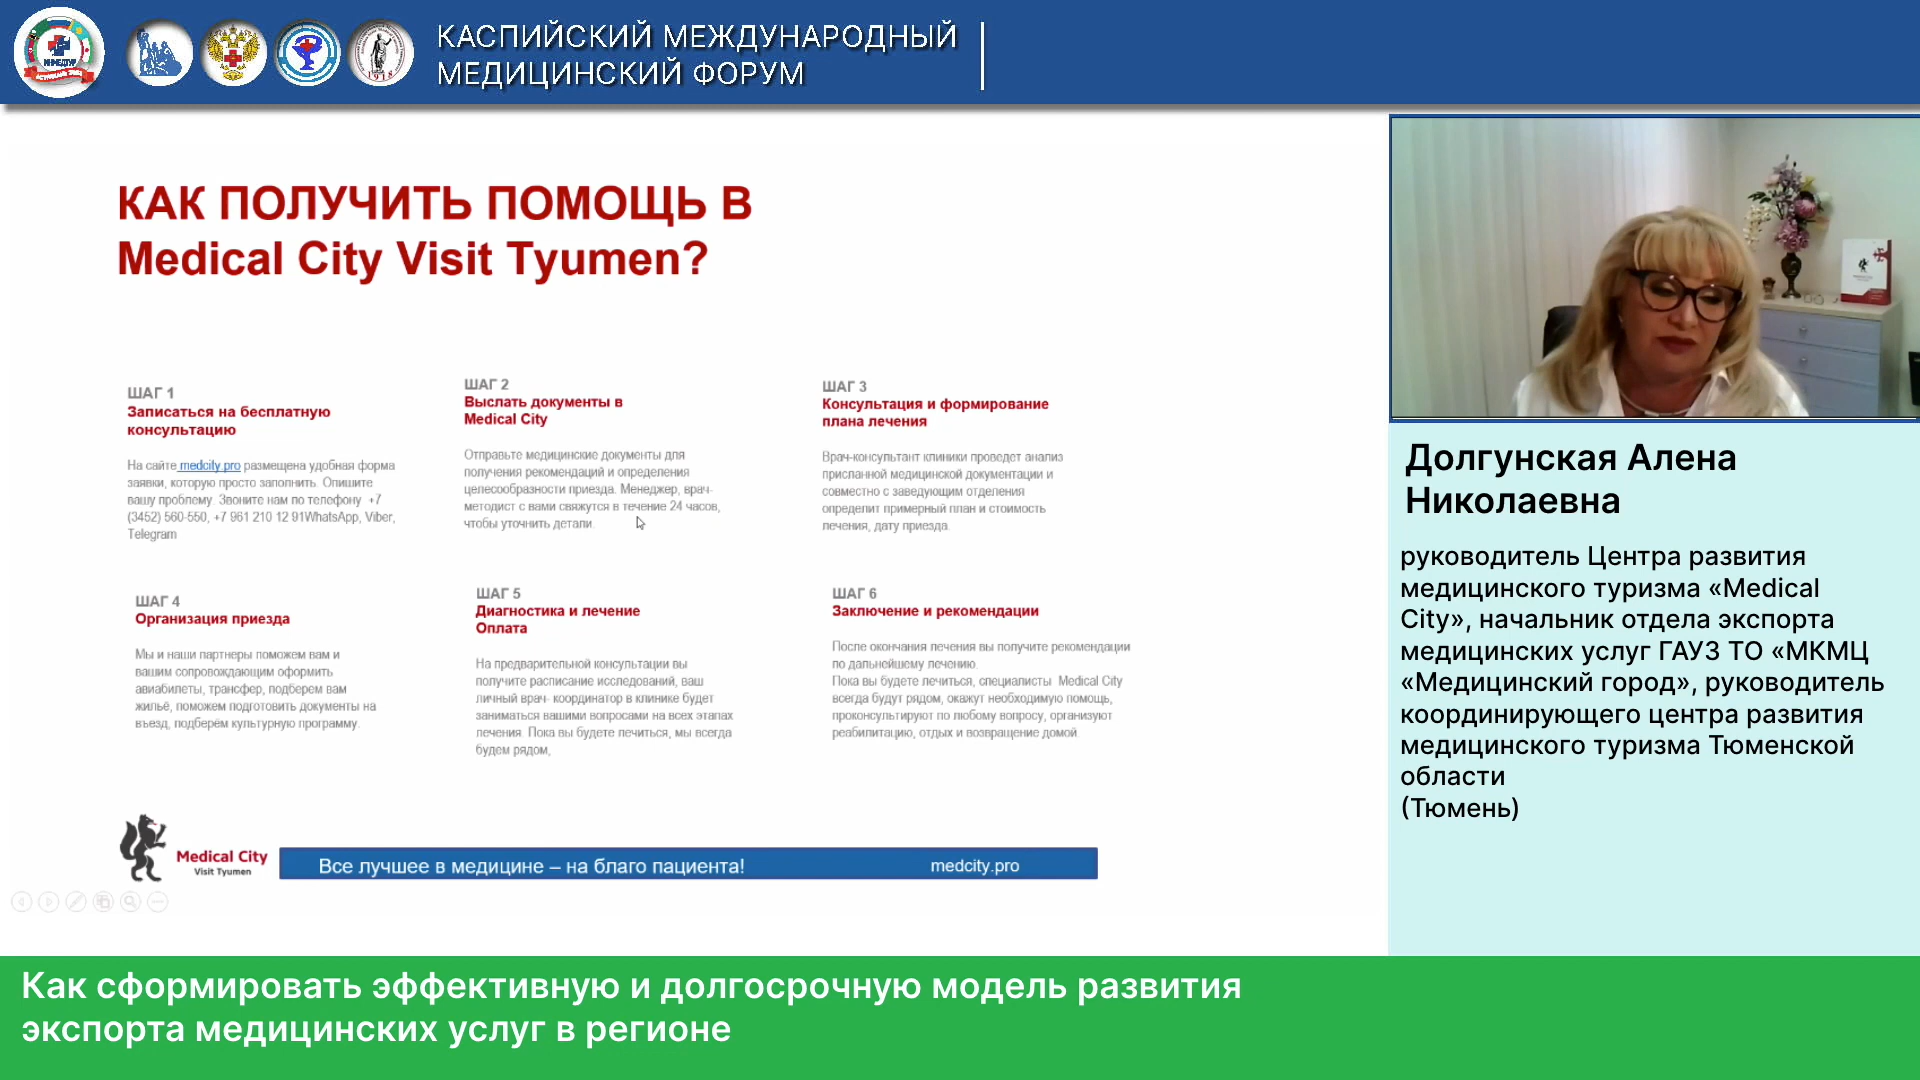 КАСПИЙСКИЙ МЕЖДУНАРОДНЫЙ
МЕДИЦИНСКИЙ ФОРУМ
1918
КАК ПОЛУЧИТЬ ПОМОЩЬ В
Medical City Visit Tyumen?
ШАГ 1
Записаться на бесплатную
консультацию
На сайте medcity.pro размещена удобная форма
заявки, которую просто заполнить. Опишите
вашу проблему. Звоните нам по телефону +7
(3452) 560-550, +7 961 210 12 91WhatsApp, Viber,
Telegram
ШАГ 2
Выслать документы в
Medical City
Отправьте медицинские документы для
получения рекомендаций и определения
целесообразности приезда. Менеджер, врач-
методист с вами свяжутся в течение 24 часов,
чтобы уточнить детали.
ШАГ 3
Консультация и формирование
плана лечения
Врач-консультант клиники проведет анализ
присланной медицинской документации и
совместно с заведующим отделения
определит примерный план и стоимость
лечения, дату приезда.
ШАГ 4
Организация приезда
Мы и наши партнеры поможем вам и
вашим сопровождающим оформить
авиабилеты, трансфер, подберем вам
жильё, поможем подготовить документы на
въезд, подберём культурную программу.
ШАГ 5
Диагностика и лечение
Оплата
На предварительной консультации вы
получите расписание исследований, ваш
личный врач- координатор в клинике будет
заниматься вашими вопросами на всех этапах
лечения. Пока вы будете лечиться, мы всегда
будем рядом,
ШАГ 6
Заключение и рекомендации
После окончания лечения вы получите рекомендации
по дальнейшему лечению.
Пока вы будете лечиться, специалисты Medical City
всегда будут рядом, окажут необходимую помощь,
проконсультируют по любому вопросу, организуют
реабилитацию, отдых и возвращение домой
Medical City
Visit Tyumen
Все лучшее в медицине – на благо пациента!
medcity.pro
Долгунская Алена
Николаевна
руководитель Центра развития
медицинского туризма «Medical
City», начальник отдела экспорта
медицинских услуг ГАУЗ ТО «МКМЦ
«Медицинский город», руководитель
координирующего центра развития
медицинского туризма Тюменской
области
(Тюмень)
Как сформировать эффективную и долгосрочную модель развития
экспорта медицинских услуг в регионе